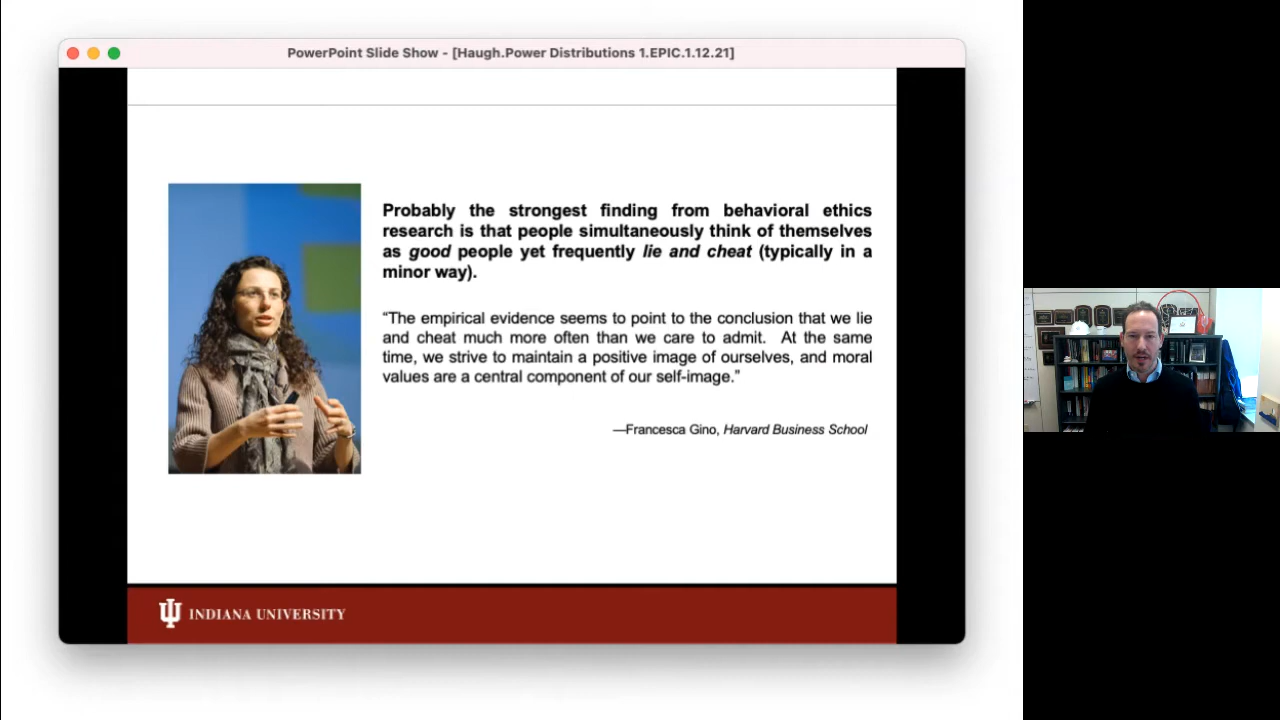 PowerPoint Slide Show - [Haugh.Power Distributions 1.EPIC.1.12.21]
Probably the strongest finding from behavioral ethics
research is that people simultaneously think of themselves
as good people yet frequently lie and cheat (typically in a
minor way).
“The empirical evidence seems to point to the conclusion that we lie
and cheat much more often than we care to admit. At the same
time, we strive to maintain a positive image of ourselves, and moral
values are a central component of our self-image.”
—Francesca Gino, Harvard Business School
INDIANA UNIVERSITY